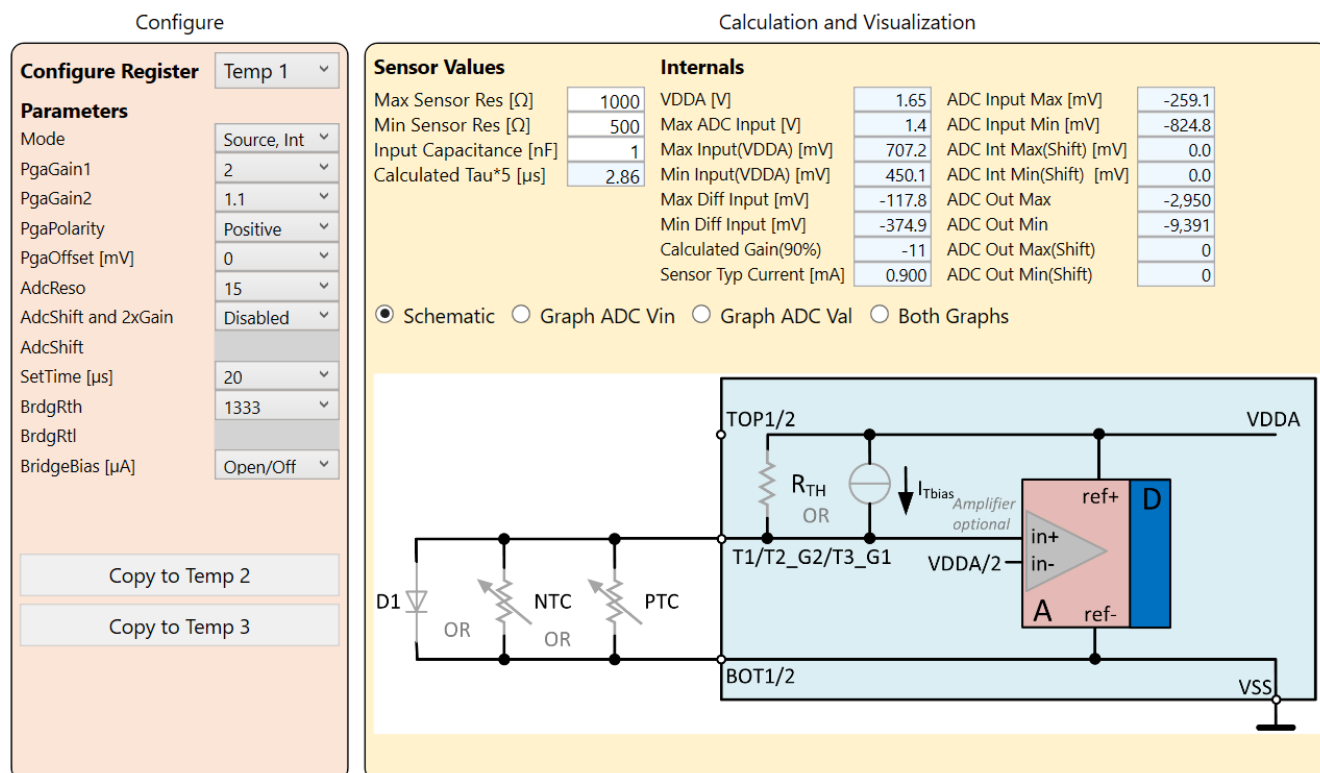 Configure
Calculation and Visualization
Configure Register Temp 1
Parameters
Mode Source, Int
PgaGain1 2
PgaGain2 1.1
PgaPolarity Positive
PgaOffset [mV] 0
AdcReso 15
AdcShift and 2xGain Disabled
AdcShift
SetTime [µs] 20
BrdgRth 1333
BrdgRtl
BridgeBias [µA] Open/Off
Copy to Temp 2
Copy to Temp 3
Sensor Values
Max Sensor Res [Ω] 1000
Min Sensor Res [Ω] 500
Input Capacitance [nF] 1
Calculated Tau*5 [µs] 2.86
Internals
VDDA [V] 1.65
Max ADC Input [V] 1.4
Max Input(VDDA) [mV] 707.2
Min Input(VDDA) [mV] 450.1
Max Diff Input [mV] -117.8
Min Diff Input [mV] -374.9
Calculated Gain(90%) -11
Sensor Typ Current [mA] 0.900
ADC Input Max [mV] -259.1
ADC Input Min [mV] -824.8
ADC Int Max(Shift) [mV] 0.0
ADC Int Min(Shift) [mV] 0.0
ADC Out Max -2,950
ADC Out Min -9,391
ADC Out Max(Shift) 0
ADC Out Min(Shift) 0
Schematic Graph ADC Vin Graph ADC Val Both Graphs
TOP1/2
VDDA
RTH
OR
ITbias
Amplifier
optional
ref+
D
in+
T1/T2_G2/T3_G1
VDDA/2
in-
A
ref-
D1
OR
NTC
OR
PTC
BOT1/2
VSS